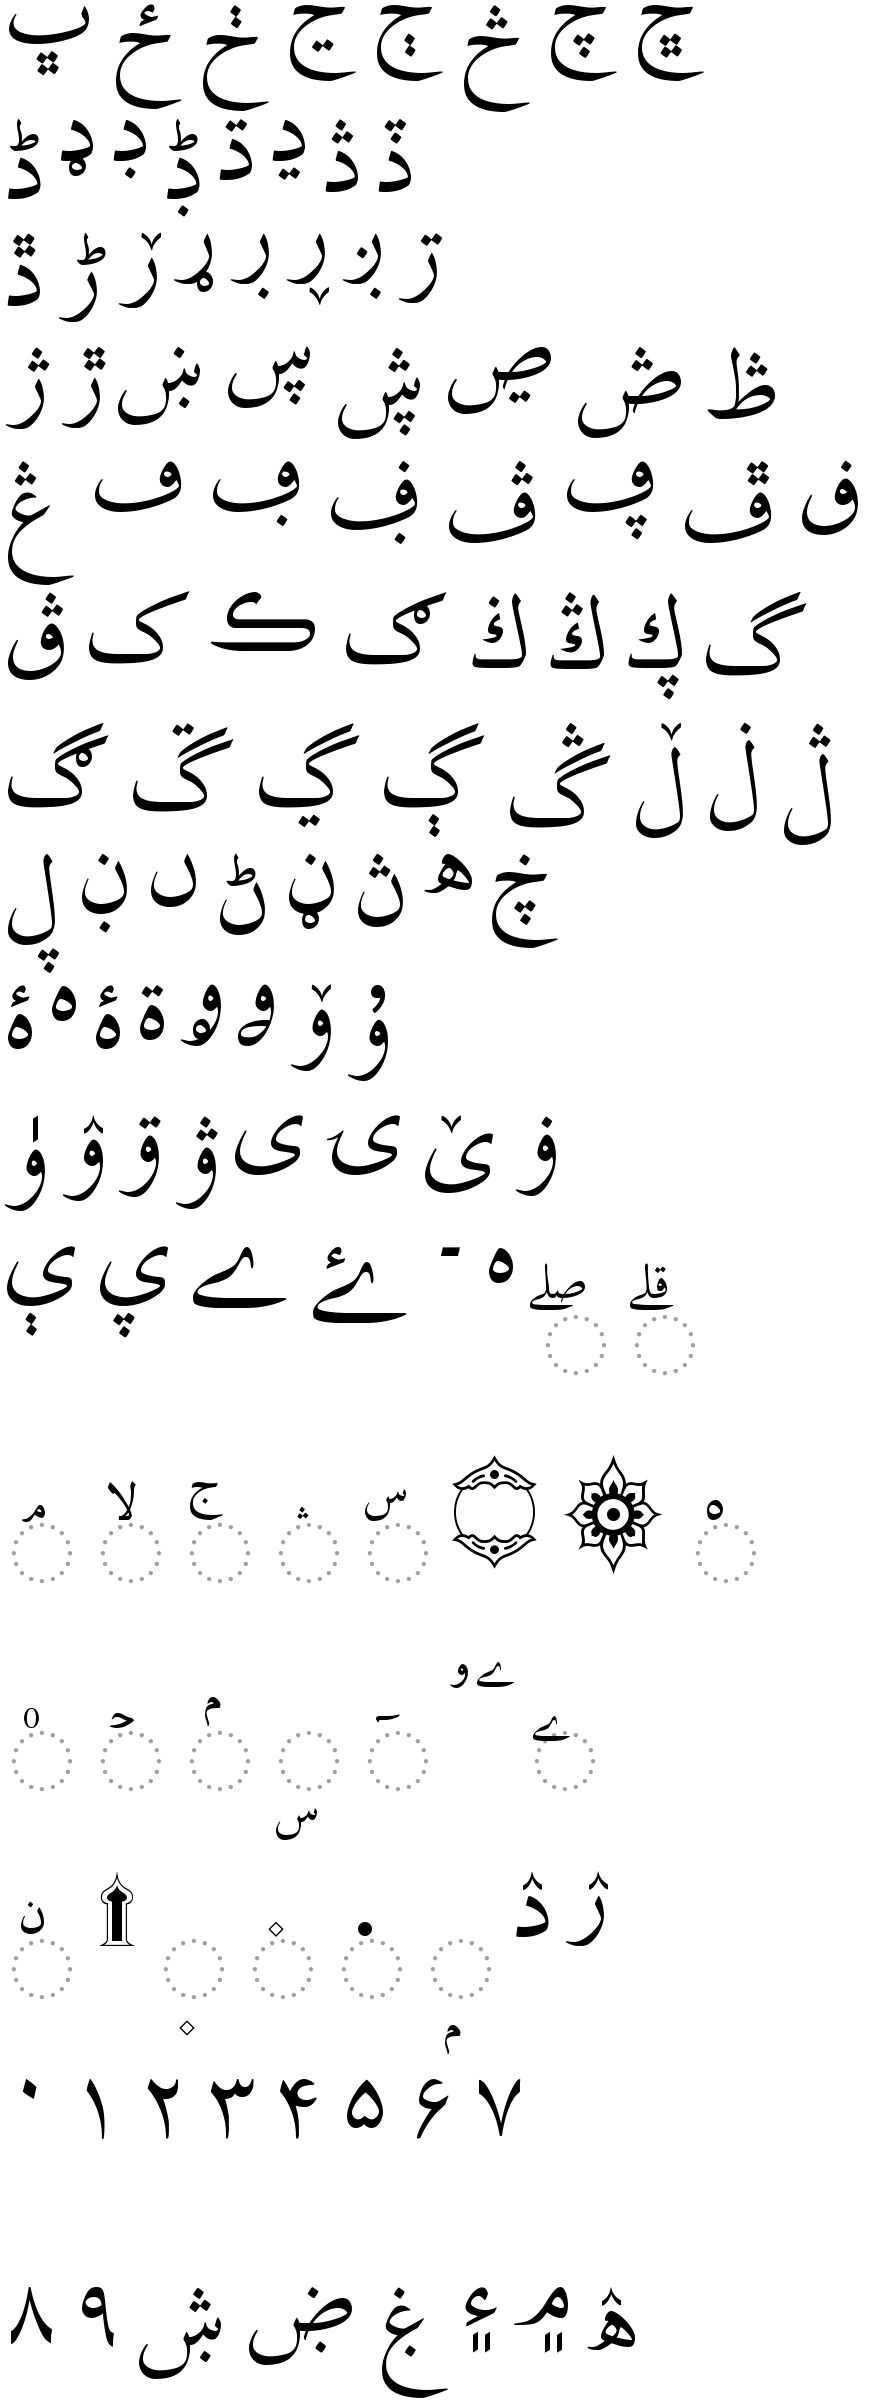 ڀ ځ ڂ ڃ ڄ څ چ ڇ
ڈ ډ ڊ ڋ ڌ ڍ ڎ ڏ
ڐ ڑ ڒ ړ ڔ ڕ ږ ڗ
ژ ڙ ښ ڛ ڜ ڝ ڞ ڟ
ڠ ڡ ڢ ڣ ڤ ڥ ڦ ڧ
ڨ ک ڪ ګ ڬ ڭ ڮ گ
ڰ ڱ ڲ ڳ ڴ ڵ ڶ ڷ
ڸ ڹ ں ڻ ڼ ڽ ھ ڿ
ۀ ہ ۂ ۃ ۄ ۅ ۆ ۇ
ۈ ۉ ۊ ۋ ی ۍ ێ ۏ
ې ۑ ے ۓ ۔ ە ◌ۖ ◌ۗ
◌ۘ ◌ۙ ◌ۚ ◌ۛ ◌ۜ ۝ ۞ ◌۟
◌۠ ◌ۡ ◌ۢ ◌ۣ ◌ۤ ۥ ۦ ◌ۧ
◌ۨ ۩ ◌۪ ◌۫ ◌۬ ◌ۭ ۮ ۯ
۰ ۱ ۲ ۳ ۴ ۵ ۶ ۷
۸ ۹ ۺ ۻ ۼ ۽ ۾ ۿ